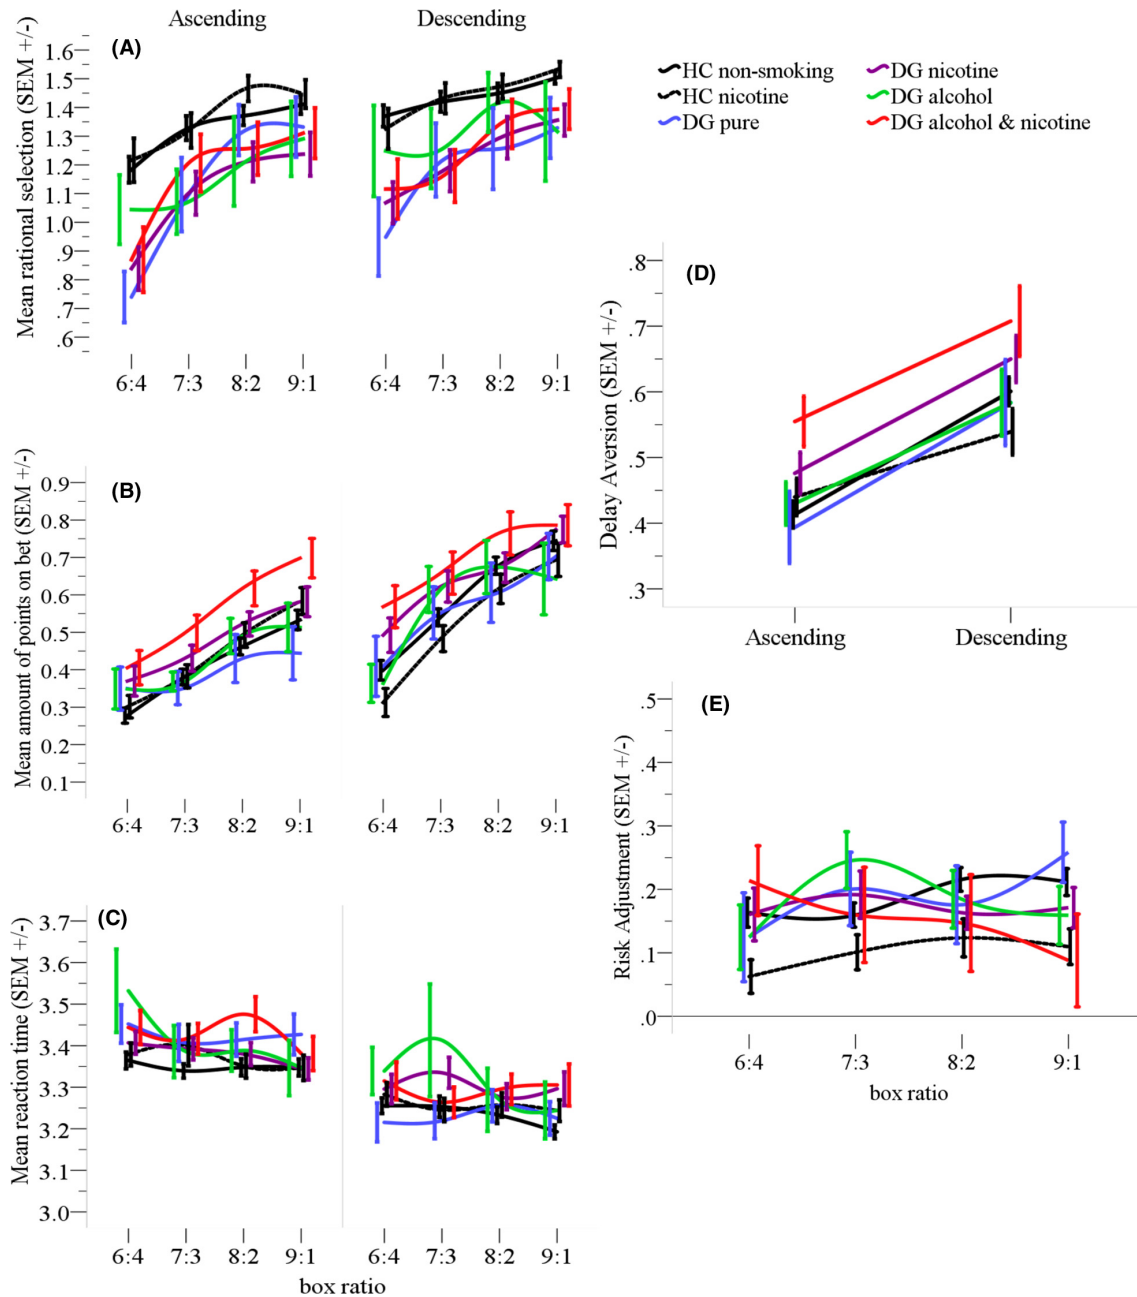 Ascending
Descending
(A)
Mean rational selection (SEM +/-)
1.6
1.5
1.4
1.3
1.2
1.1
1.0
.9
.8
.7
.6
6:4 7:3 8:2 9:1
6:4 7:3 8:2 9:1
HC non-smoking
HC nicotine
DG pure
DG nicotine
DG alcohol
DG alcohol & nicotine
(B)
Mean amount of points on bet (SEM +/-)
0.9
0.8
0.7
0.6
0.5
0.4
0.3
0.2
0.1
6:4 7:3 8:2 9:1
6:4 7:3 8:2 9:1
(C)
Mean reaction time (SEM +/-)
3.7
3.6
3.5
3.4
3.3
3.2
3.1
3.0
6:4 7:3 8:2 9:1
6:4 7:3 8:2 9:1
box ratio
(D)
Delay Aversion (SEM +/-)
.8
.7
.6
.5
.4
.3
Ascending
Descending
(E)
Risk Adjustment (SEM +/-)
.5
.4
.3
.2
.1
.0
6:4 7:3 8:2 9:1
box ratio